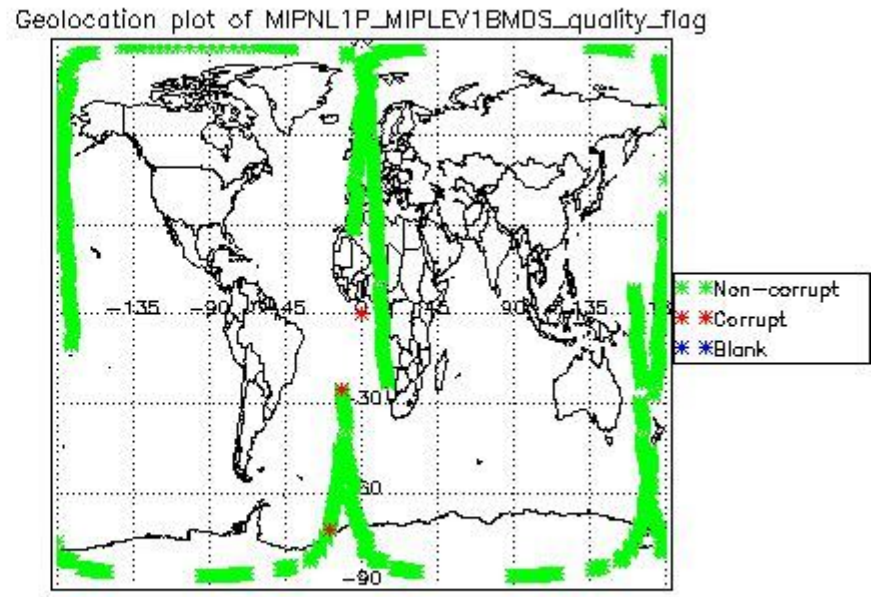 Geolocation plot of MIPNL1P_MIPLEV1BMDS_quality_flag
Non-corrupt
-135 -90 -45 45 90 135
Corrupt
Blank
-30
-60
-90